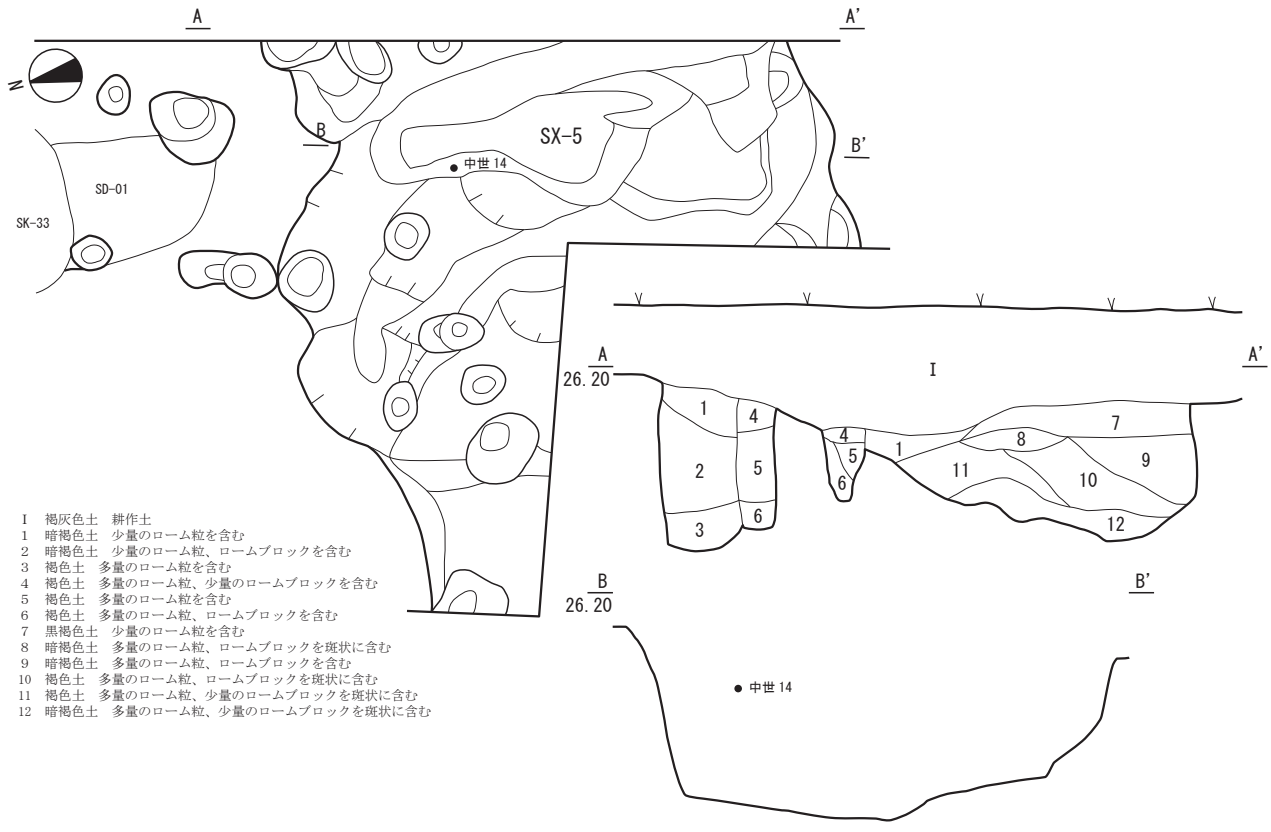 A
A'
N
B
B'
SX-5
中世 14
SD-01
SK-33
A
26.20
A'
I
1
4
4
1
7
8
5
2
5
11
9
10
6
6
3
12
B
26.20
B'
中世 14
I 褐灰色土 耕作土
1 暗褐色土 少量のローム粒を含む
2 暗褐色土 少量のローム粒、ロームブロックを含む
3 褐色土 多量のローム粒を含む
4 褐色土 多量のローム粒、少量のロームブロックを含む
5 褐色土 多量のローム粒を含む
6 褐色土 多量のローム粒、ロームブロックを含む
7 黒褐色土 少量のローム粒を含む
8 暗褐色土 多量のローム粒、ロームブロックを斑状に含む
9 暗褐色土 多量のローム粒、ロームブロックを含む
10 褐色土 多量のローム粒、ロームブロックを斑状に含む
11 褐色土 多量のローム粒、少量のロームブロックを斑状に含む
12 暗褐色土 多量のローム粒、少量のロームブロックを斑状に含む